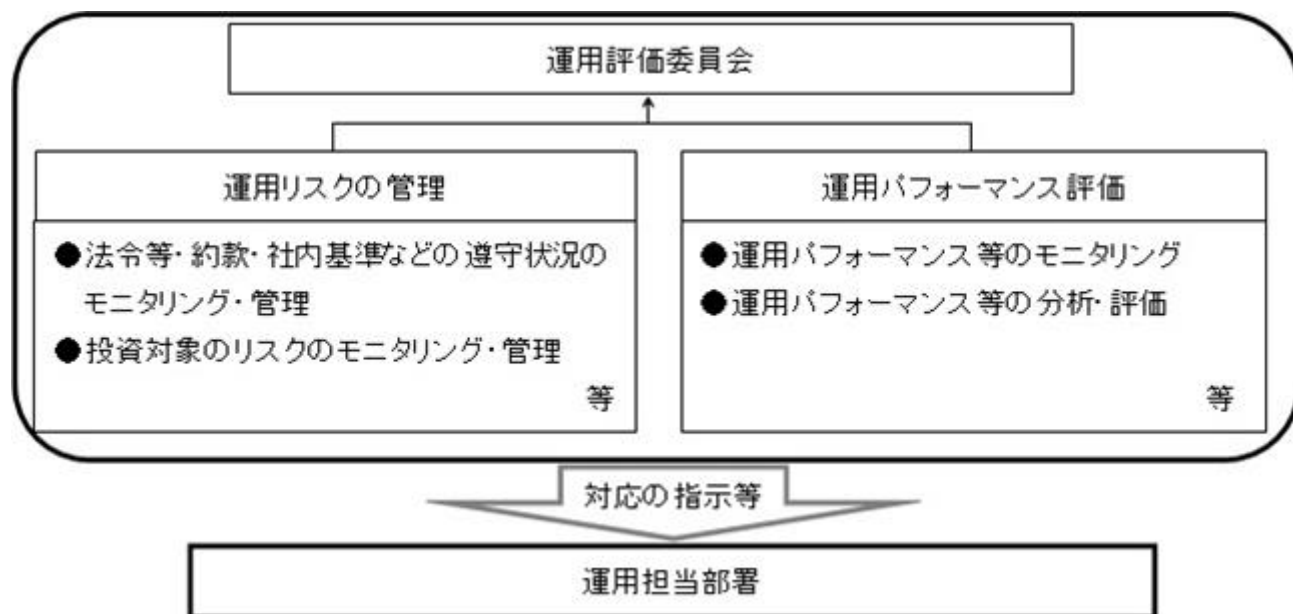 運用評価委員会
運用リスクの管理
●法令等・約款・社内基準などの遵守状況の
モニタリング・管理
●投資対象のリスクのモニタリング・管理
等
運用パフォーマンス評価
●運用パフォーマンス等のモニタリング
●運用パフォーマンス等の分析・評価
等
対応の指示等
運用担当部署